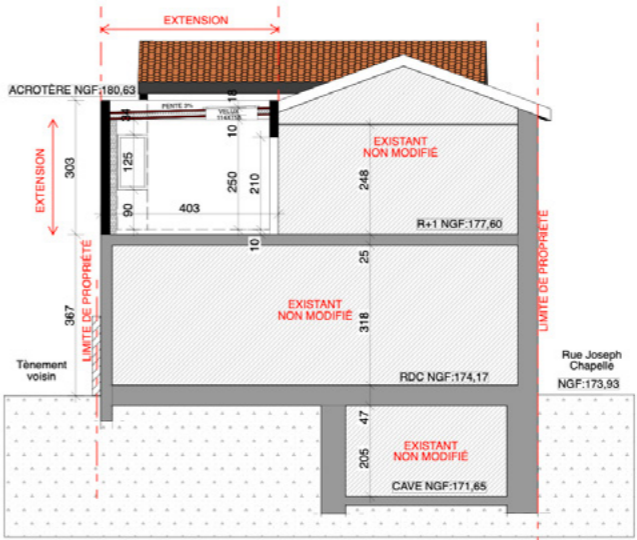 EXTENSION
ACROTÈRE NGF:180,63
PENTE 3%
18
34
10
EXTENSION
303
125
90
403
250
210
10
EXISTANT
NON MODIFIÉ
248
R+1 NGF:177,60
LIMITE DE PROPRIÉTÉ
367
LIMITE DE PROPRIÉTÉ
25
EXISTANT
NON MODIFIÉ
318
RDC NGF:174,17
Tènement
voisin
Rue Joseph
Chapelle
NGF:173,93
47
EXISTANT
NON MODIFIÉ
205
CAVE NGF:171,65